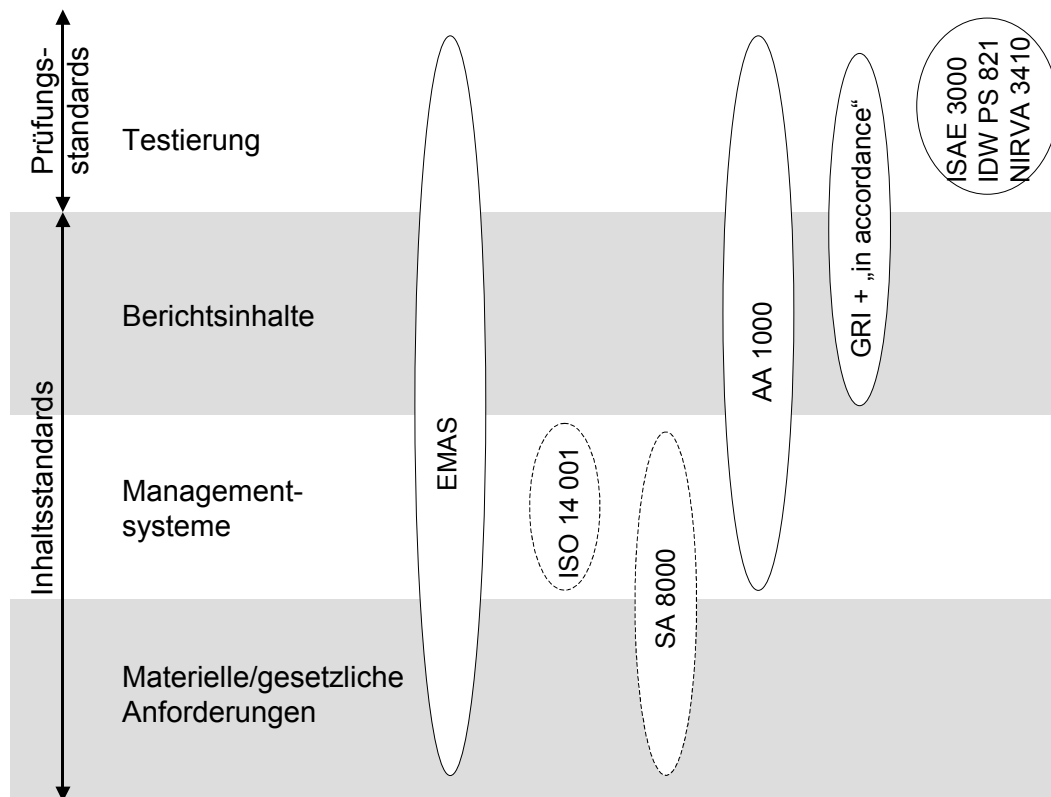 Prüfungs-
standards
Testierung
Inhaltsstandards
Berichtsinhalte
Management-
systeme
Materielle/gesetzliche
Anforderungen
EMAS
ISO 14 001
SA 8000
AA 1000
GRI + „in accordance“
ISAE 3000
IDW PS 821
NIRVA 3410